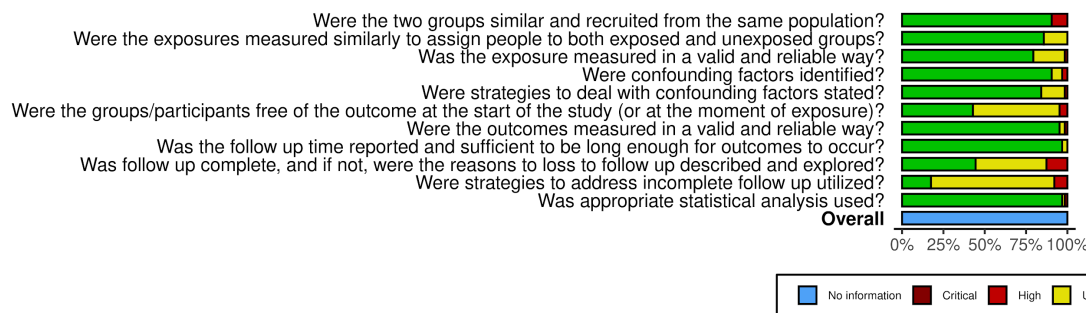 Were the two groups similar and recruited from the same population?
Were the exposures measured similarly to assign people to both exposed and unexposed groups?
Was the exposure measured in a valid and reliable way?
Were confounding factors identified?
Were strategies to deal with confounding factors stated?
Were the groups/participants free of the outcome at the start of the study (or at the moment of exposure)?
Were the outcomes measured in a valid and reliable way?
Was the follow up time reported and sufficient to be long enough for outcomes to occur?
Was follow up complete, and if not, were the reasons to loss to follow up described and explored?
Were strategies to address incomplete follow up utilized?
Was appropriate statistical analysis used?
Overall
0% 25% 50% 75% 100%
No information Critical High